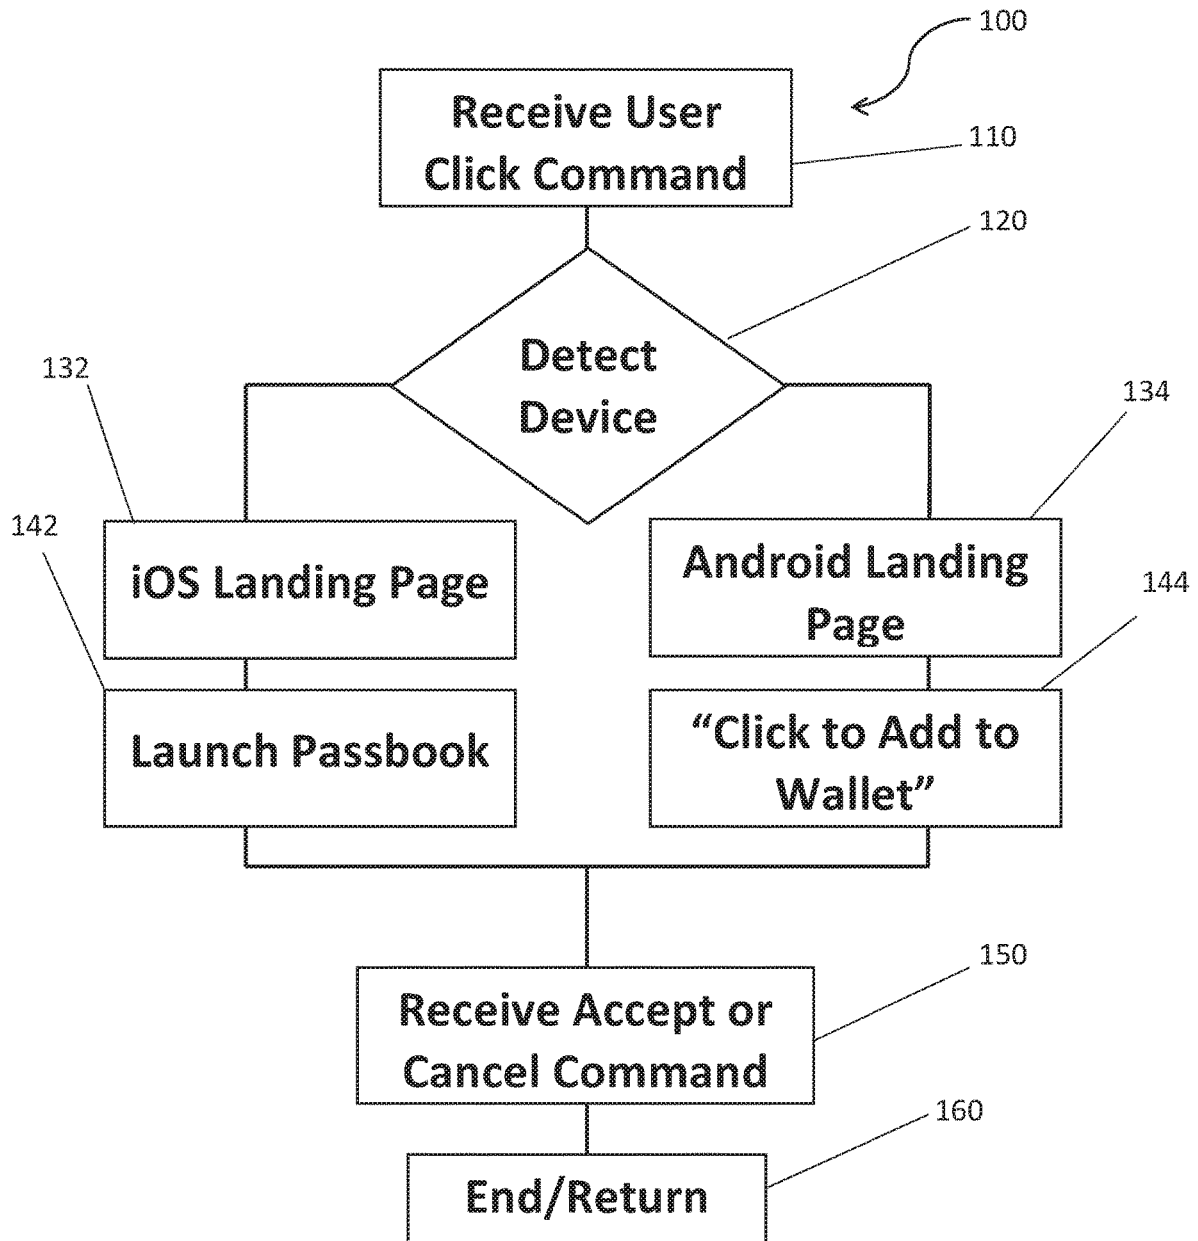 100
Receive User
Click Command
110
120
Detect
Device
132
134
iOS Landing Page
Android Landing
Page
142
144
Launch Passbook
“Click to Add to
Wallet”
150
Receive Accept or
Cancel Command
160
End/Return